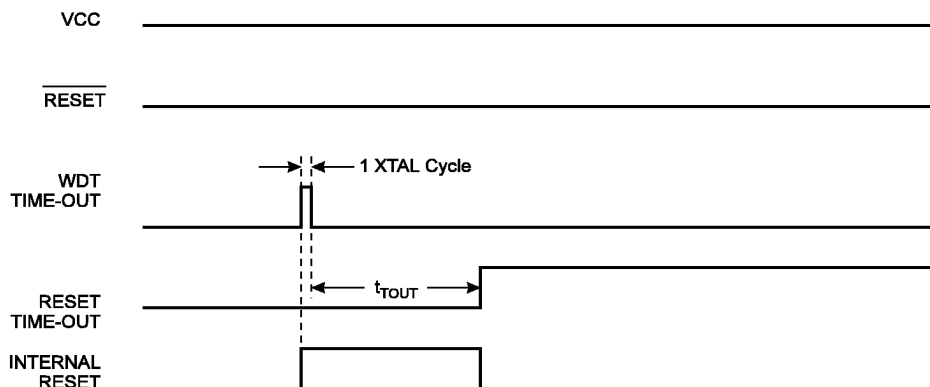 VCC
RESET
1 XTAL Cycle
WDT
TIME-OUT
tTOUT
RESET
TIME-OUT
INTERNAL
RESET